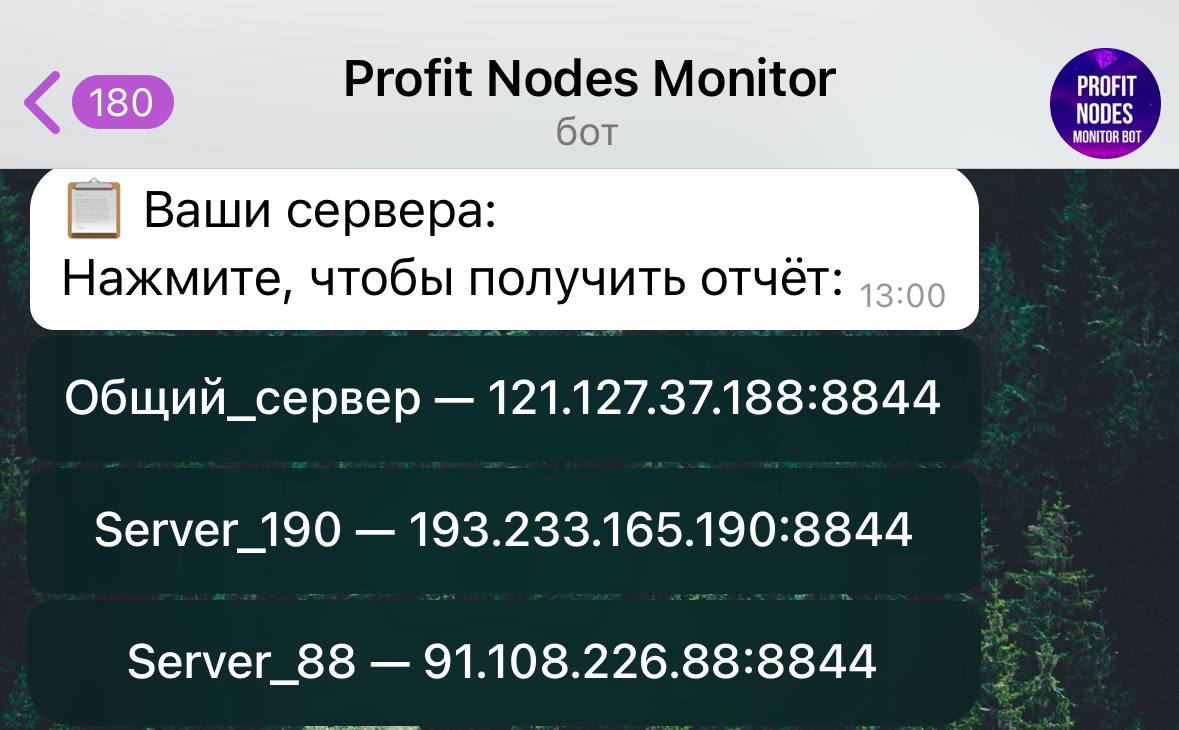 180
Profit Nodes Monitor
бот
PROFIT
NODES
MONITOR BOT
📋 Ваши сервера:
Нажмите, чтобы получить отчёт:
13:00
Общий_сервер — 121.127.37.188:8844
Server_190 — 193.233.165.190:8844
Server_88 — 91.108.226.88:8844